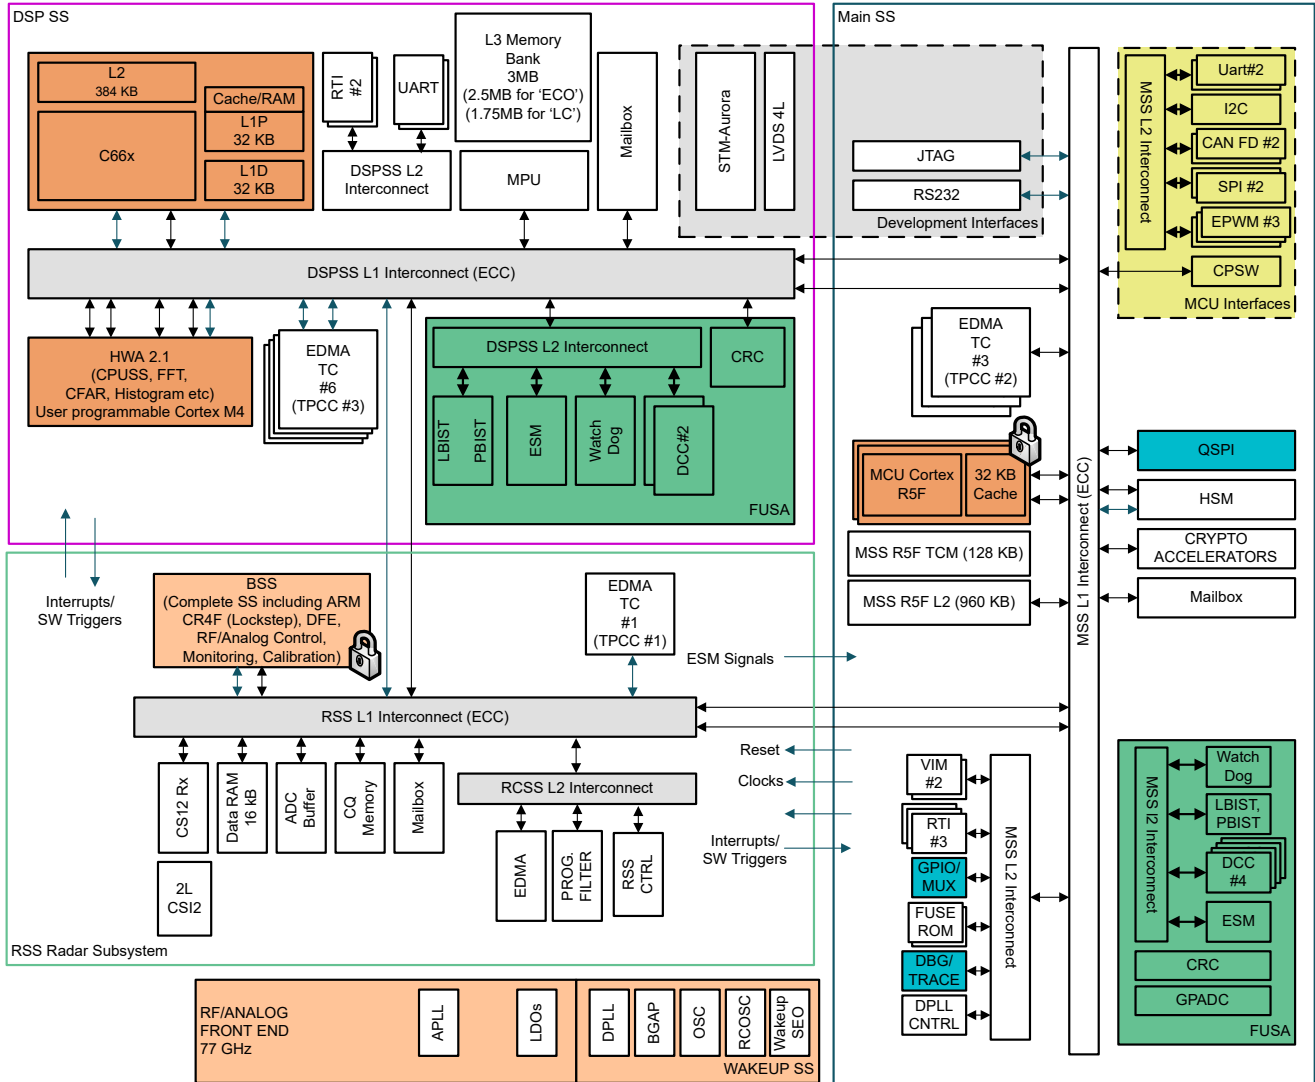 DSP SS
L2
384 KB
C66x
Cache/RAM
L1P
32 KB
L1D
32 KB
RTI
#2
UART
DSPSS L2
Interconnect
L3 Memory
Bank
3MB
(2.5MB for ‘ECO’)
(1.75MB for ‘LC’)
MPU
Mailbox
DSPSS L1 Interconnect (ECC)
HWA 2.1
(CPUSS, FFT,
CFAR, Histogram etc)
User programmable Cortex M4
EDMA
TC
#6
(TPCC #3)
DSPSS L2 Interconnect
CRC
LBIST
PBIST
ESM
Watch
Dog
DCC#2
FUSA
Interrupts/
SW Triggers
STM-Aurora
LVDS 4L
JTAG
RS232
Development Interfaces
Main SS
MSS L1 Interconnect (ECC)
MSS L2 Interconnect
Uart#2
I2C
CAN FD #2
SPI #2
EPWM #3
CPSW
MCU Interfaces
EDMA
TC
#3
(TPCC #2)
MCU Cortex
R5F
32 KB
Cache
MSS R5F TCM (128 KB)
MSS R5F L2 (960 KB)
QSPI
HSM
CRYPTO
ACCELERATORS
Mailbox
BSS
(Complete SS including ARM
CR4F (Lockstep), DFE,
RF/Analog Control,
Monitoring, Calibration)
EDMA
TC
#1
(TPCC #1)
ESM Signals
RSS L1 Interconnect (ECC)
CS12 Rx
Data RAM
16 kB
ADC
Buffer
CQ
Memory
Mailbox
RCSS L2 Interconnect
EDMA
PROG.
FILTER
RSS
CTRL
2L
CSI2
RSS Radar Subsystem
Reset
Clocks
Interrupts/
SW Triggers
VIM
#2
RTI
#3
GPIO/
MUX
FUSE
ROM
DBG/
TRACE
DPLL
CNTRL
MSS L2 Interconnect
MSS I2 Interconnect
Watch
Dog
LBIST,
PBIST
DCC
#4
ESM
CRC
GPADC
FUSA
RF/ANALOG
FRONT END
77 GHz
APLL
LDOs
DPLL
BGAP
OSC
RCOSC
Wakeup
SEO
WAKEUP SS